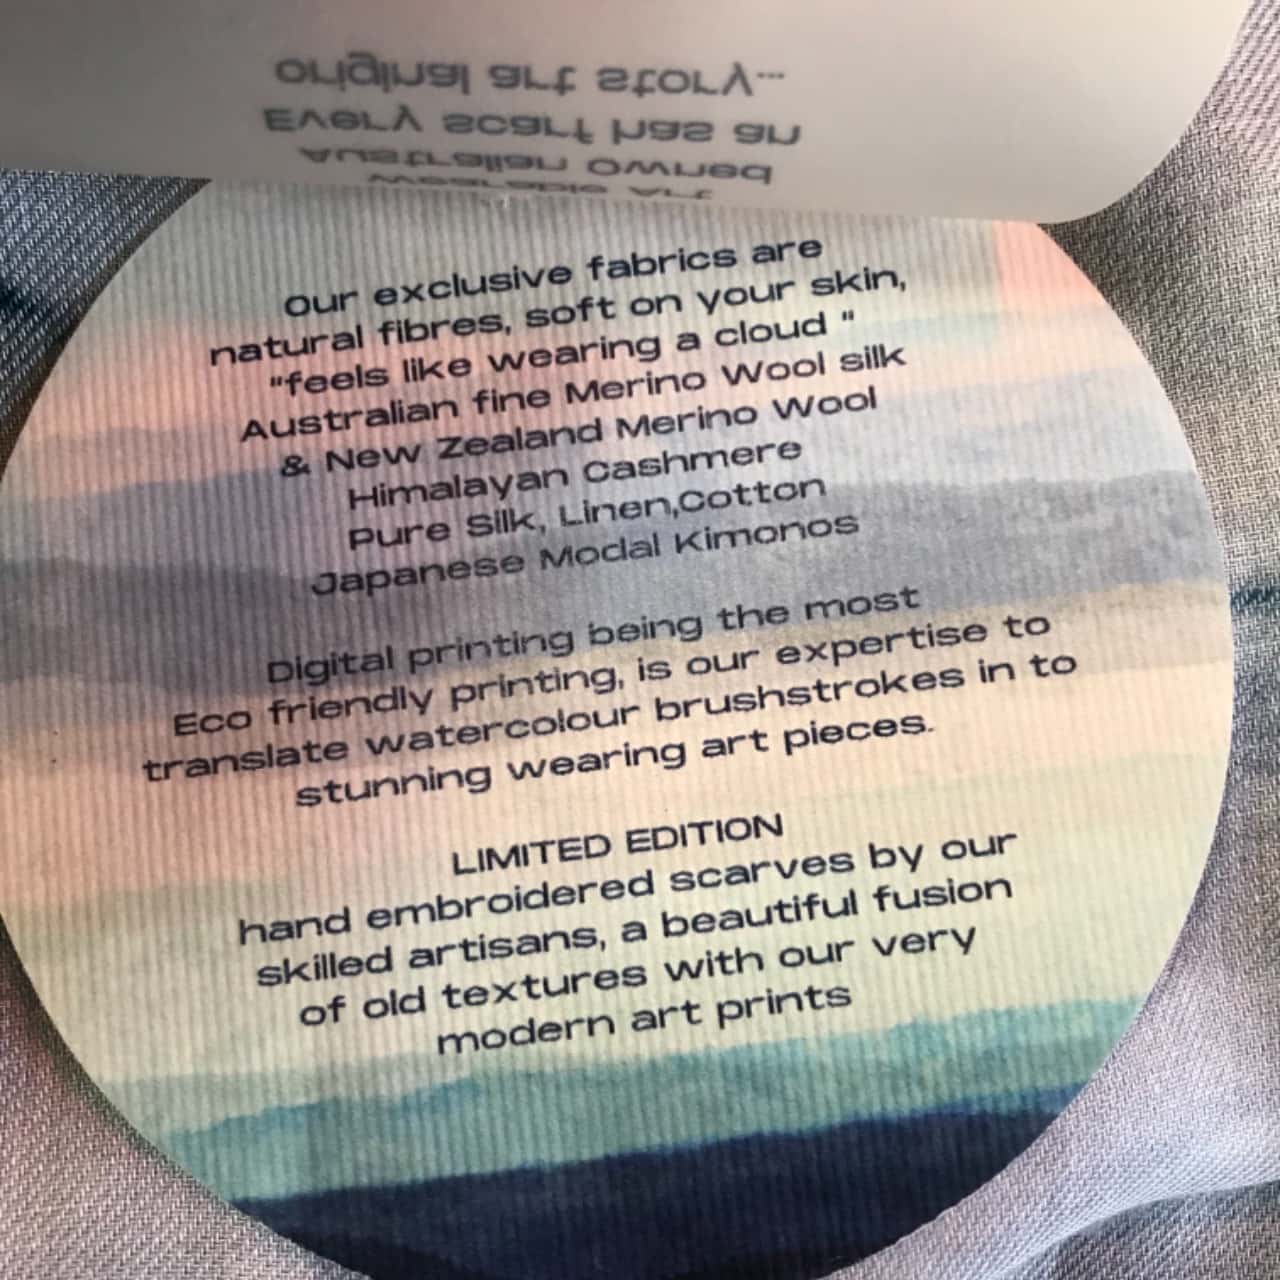 Wearable Art
Australian owned
Every scarf has an
original art story...
our exclusive fabrics are
natural fibres, soft on your skin,
"feels like wearing a cloud "
Australian fine Merino Wool silk
& New Zealand Merino Wool
Himalayan Cashmere
Pure Silk, Linen,Cotton
Japanese Modal Kimonos
Digital printing being the most
Eco friendly printing, is our expertise to
translate watercolour brushstrokes in to
stunning wearing art pieces.
LIMITED EDITION
hand embroidered scarves by our
skilled artisans, a beautiful fusion
of old textures with our very
modern art prints